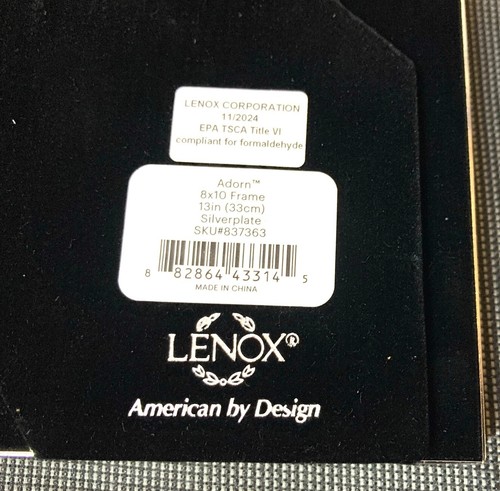 LENOX CORPORATION
11/2024
EPA TSCA Title VI
compliant for formaldehyde
Adorn™
8x10 Frame
13in (33cm)
Silverplate
SKU#837363
8 82864 43314 5
MADE IN CHINA
LENOX®
American by Design